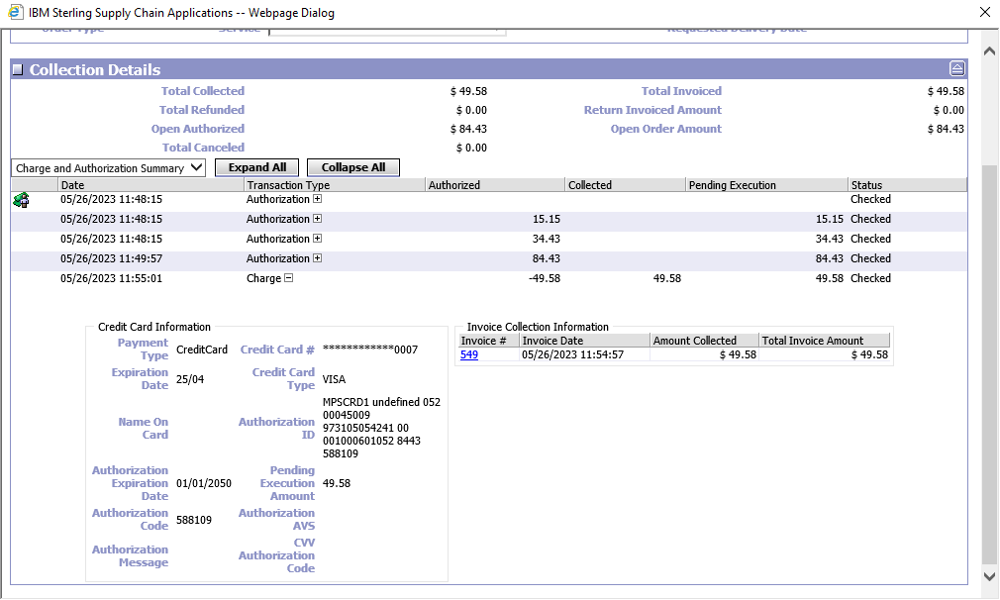 IBM Sterling Supply Chain Applications -- Webpage Dialog
Order Type Service Requested Delivery Date
Collection Details
Total Collected $ 49.58 Total Invoiced $ 49.58
Total Refunded $ 0.00 Return Invoiced Amount $ 0.00
Open Authorized $ 84.43 Open Order Amount $ 84.43
Total Canceled $ 0.00
Charge and Authorization Summary Expand All Collapse All
Date Transaction Type Authorized Collected Pending Execution Status
05/26/2023 11:48:15 Authorization Checked
05/26/2023 11:48:15 Authorization 15.15 15.15 Checked
05/26/2023 11:48:15 Authorization 34.43 34.43 Checked
05/26/2023 11:49:57 Authorization 84.43 84.43 Checked
05/26/2023 11:55:01 Charge -49.58 49.58 49.58 Checked
Credit Card Information
Payment Type CreditCard Credit Card # ************0007
Expiration Date 25/04 Credit Card Type VISA
Name On Card Authorization ID MPSCRD1 undefined 052
00045009
973105054241 00
001000601052 8443
588109
Authorization Expiration Date 01/01/2050 Pending Execution Amount 49.58
Authorization Code 588109 Authorization AVS
Authorization Message CVV Authorization Code
Invoice Collection Information
Invoice # Invoice Date Amount Collected Total Invoice Amount
549 05/26/2023 11:54:57 $ 49.58 $ 49.58